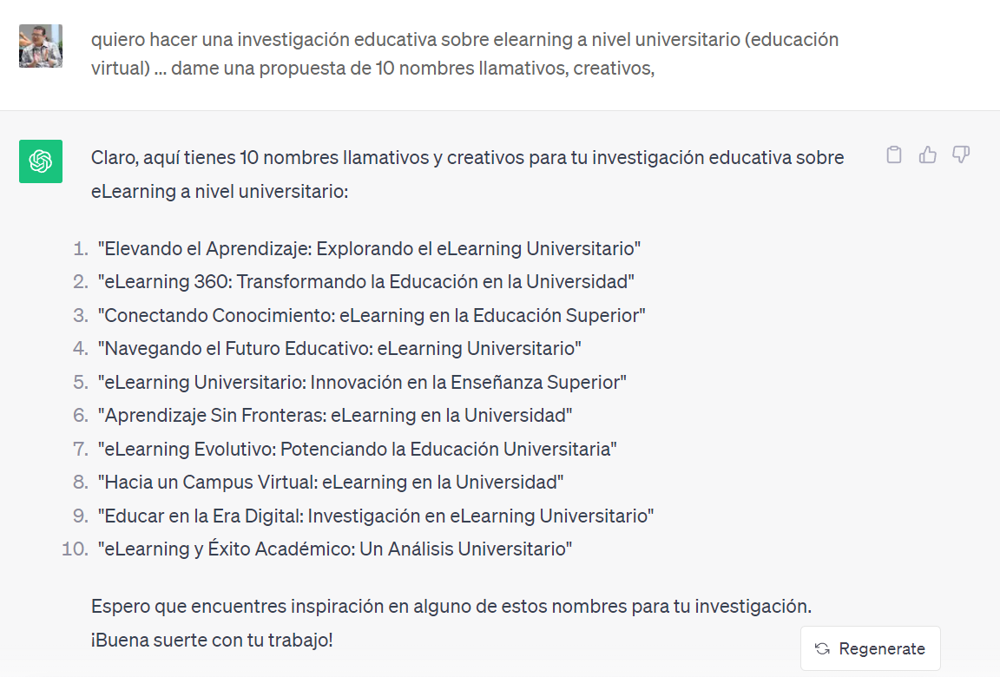 quiero hacer una investigación educativa sobre elearning a nivel universitario (educación
virtual) ... dame una propuesta de 10 nombres llamativos, creativos,
Claro, aquí tienes 10 nombres llamativos y creativos para tu investigación educativa sobre
eLearning a nivel universitario:
1. "Elevando el Aprendizaje: Explorando el eLearning Universitario"
2. "eLearning 360: Transformando la Educación en la Universidad"
3. "Conectando Conocimiento: eLearning en la Educación Superior"
4. "Navegando el Futuro Educativo: eLearning Universitario"
5. "eLearning Universitario: Innovación en la Enseñanza Superior"
6. "Aprendizaje Sin Fronteras: eLearning en la Universidad"
7. "eLearning Evolutivo: Potenciando la Educación Universitaria"
8. "Hacia un Campus Virtual: eLearning en la Universidad"
9. "Educar en la Era Digital: Investigación en eLearning Universitario"
10. "eLearning y Éxito Académico: Un Análisis Universitario"
Espero que encuentres inspiración en alguno de estos nombres para tu investigación.
¡Buena suerte con tu trabajo!
Regenerate